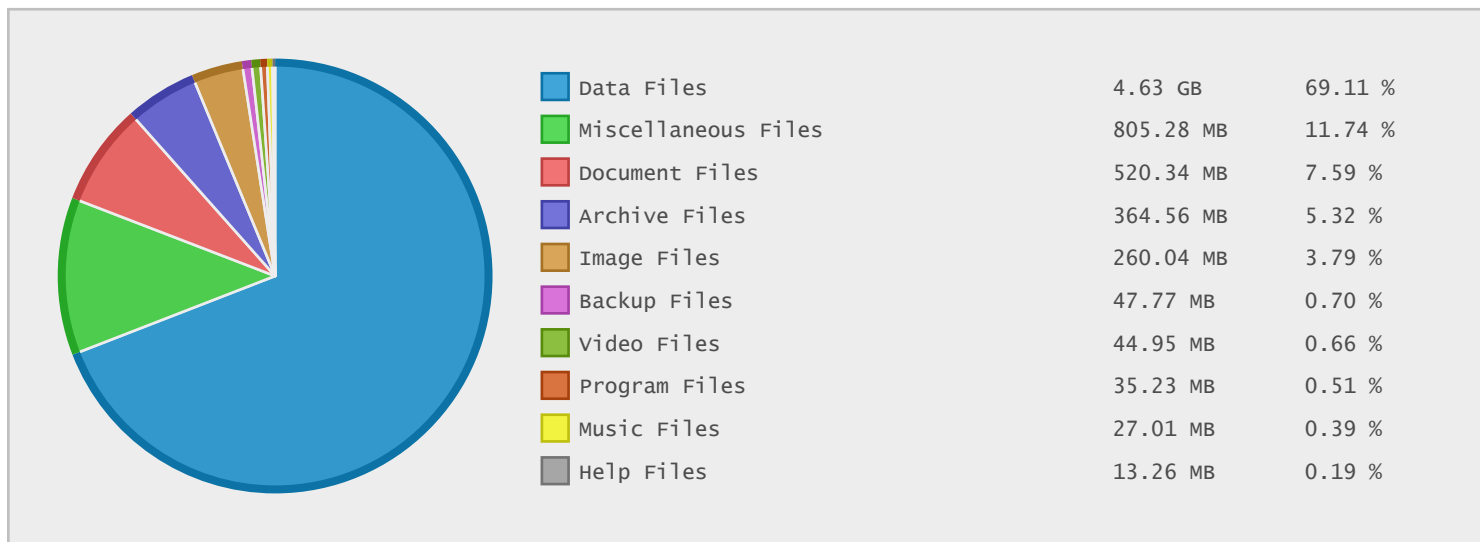 Data Files 4.63 GB 69.11 %
Miscellaneous Files 805.28 MB 11.74 %
Document Files 520.34 MB 7.59 %
Archive Files 364.56 MB 5.32 %
Image Files 260.04 MB 3.79 %
Backup Files 47.77 MB 0.70 %
Video Files 44.95 MB 0.66 %
Program Files 35.23 MB 0.51 %
Music Files 27.01 MB 0.39 %
Help Files 13.26 MB 0.19 %